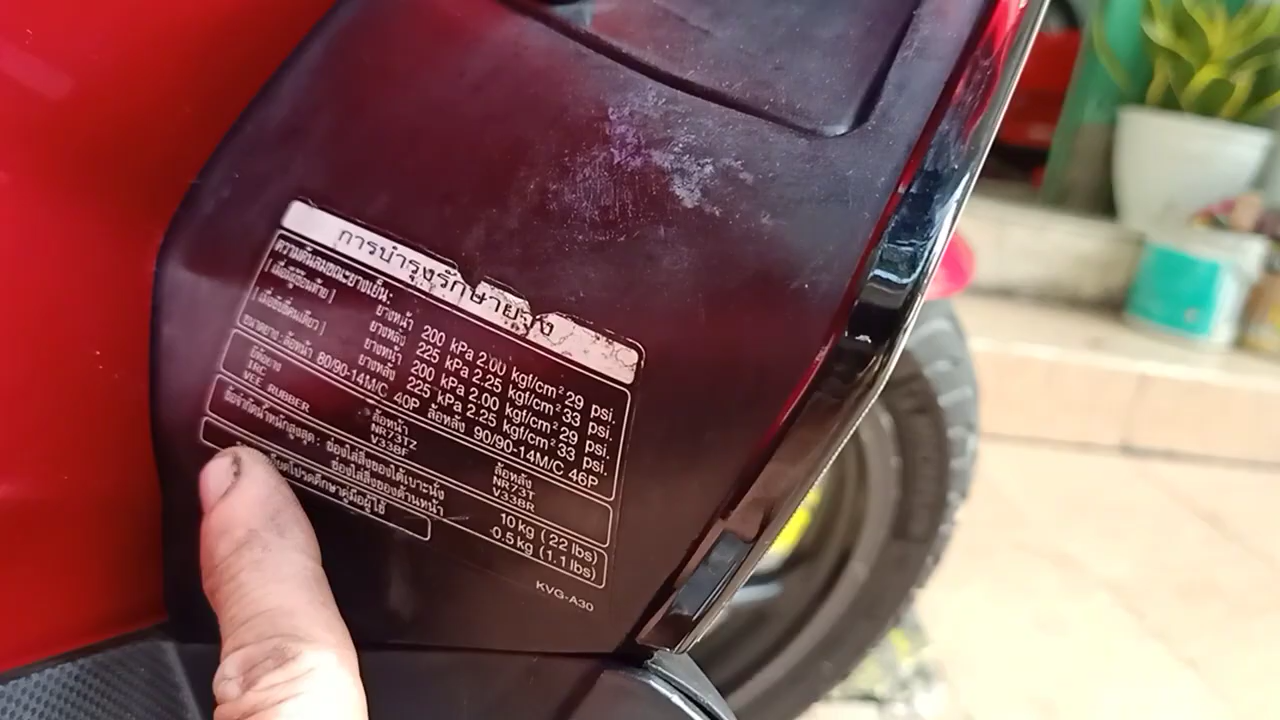 การบำรุงรักษายาง
ความดันลมขณะยางเย็น:
[ เมื่อมีผู้ซ้อนท้าย ] ยางหน้า 200 kPa 2.00 kgf/cm² 29 psi.
ยางหลัง 225 kPa 2.25 kgf/cm² 33 psi.
[ เมื่อขับขี่คนเดียว ] ยางหน้า 200 kPa 2.00 kgf/cm² 29 psi.
ยางหลัง 225 kPa 2.25 kgf/cm² 33 psi.
ขนาดยาง: ล้อหน้า 80/90-14M/C 40P ล้อหลัง 90/90-14M/C 46P
ยี่ห้อยาง ล้อหน้า ล้อหลัง
IRC NR73TZ NR73T
VEE RUBBER V338F V338R
ข้อจำกัดน้ำหนักสูงสุด: ช่องใส่สิ่งของใต้เบาะนั่ง 10 kg (22 lbs)
ช่องใส่สิ่งของด้านหน้า 0.5 kg (1.1 lbs)
โปรดศึกษาคู่มือผู้ใช้
KVG-A30